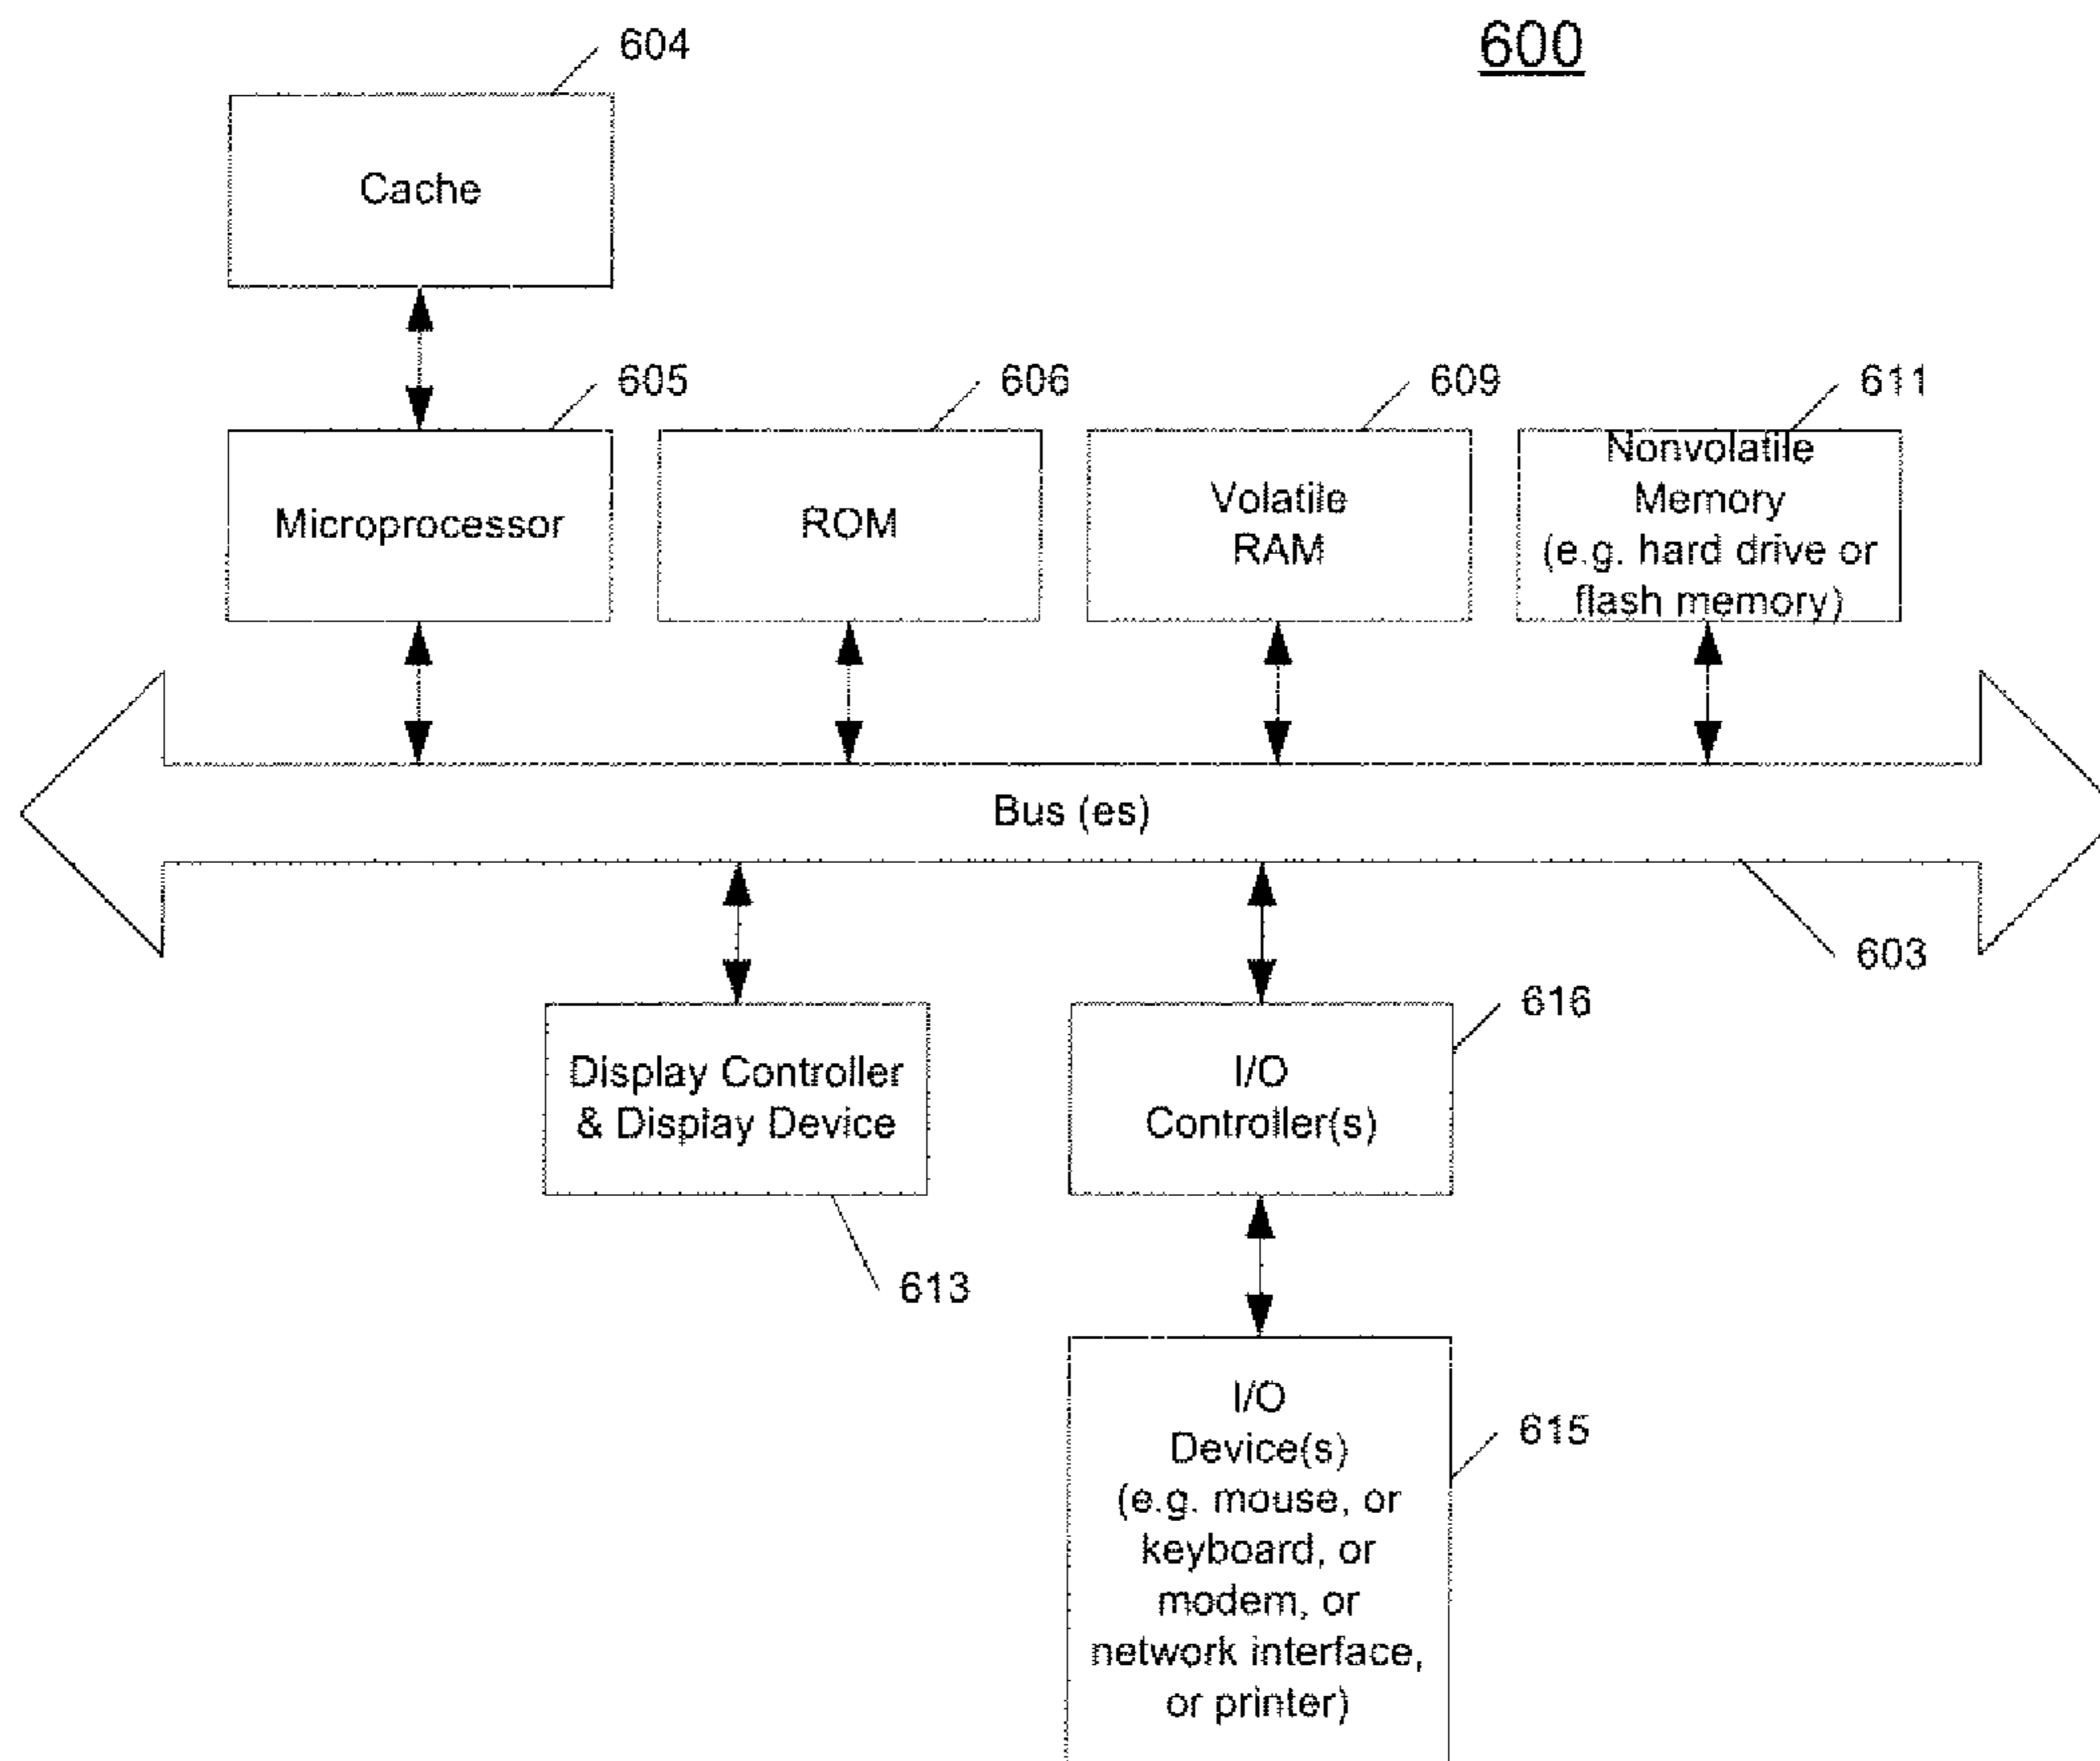 600
604
Cache
605
606
609
611
Microprocessor
ROM
Volatile
RAM
Nonvolatile
Memory
(e.g. hard drive or
flash memory)
Bus (es)
603
616
Display Controller
& Display Device
I/O
Controller(s)
613
I/O
Device(s)
(e.g. mouse, or
keyboard, or
modem, or
network interface,
or printer)
615